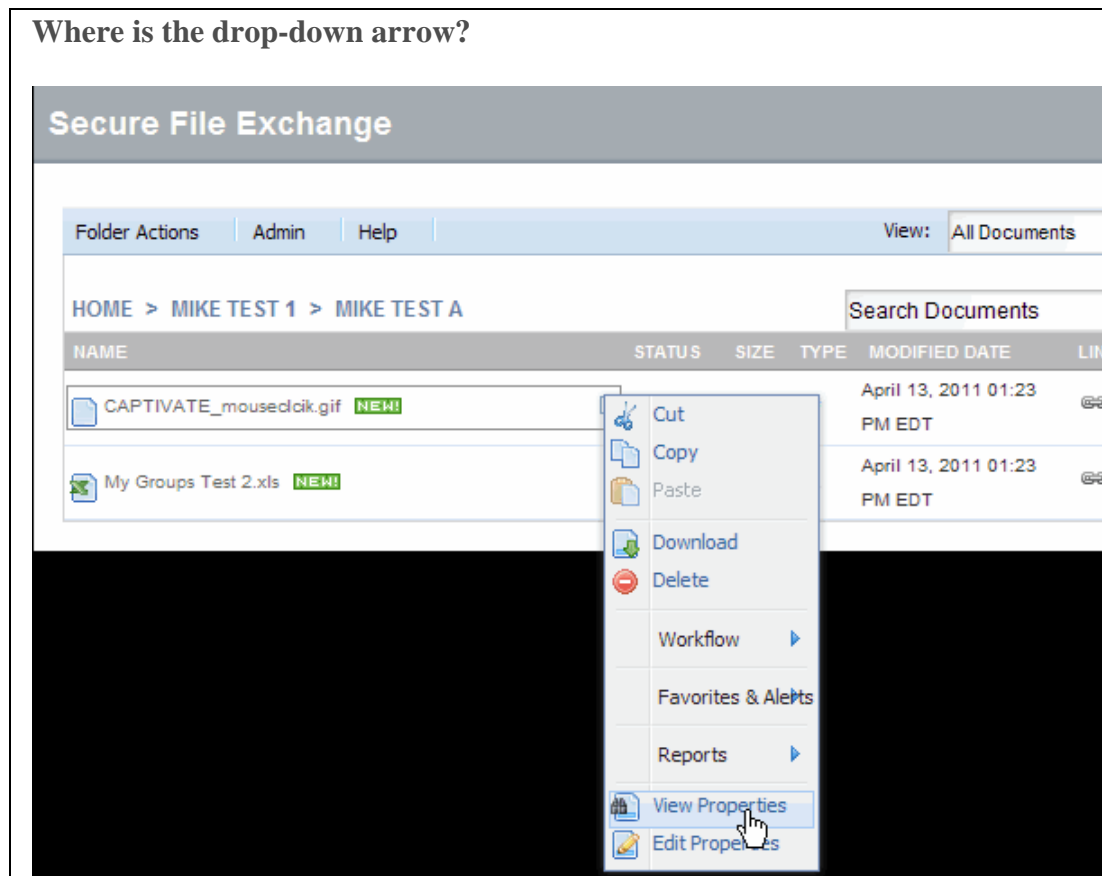 Where is the drop-down arrow?
Secure File Exchange
Folder Actions Admin Help View: All Documents
HOME > MIKE TEST 1 > MIKE TEST A Search Documents
NAME STATUS SIZE TYPE MODIFIED DATE LIN
CAPTIVATE_mouseclcik.gif NEW! April 13, 2011 01:23
PM EDT
My Groups Test 2.xls NEW! April 13, 2011 01:23
PM EDT
Cut
Copy
Paste
Download
Delete
Workflow
Favorites & Alerts
Reports
View Properties
Edit Properties